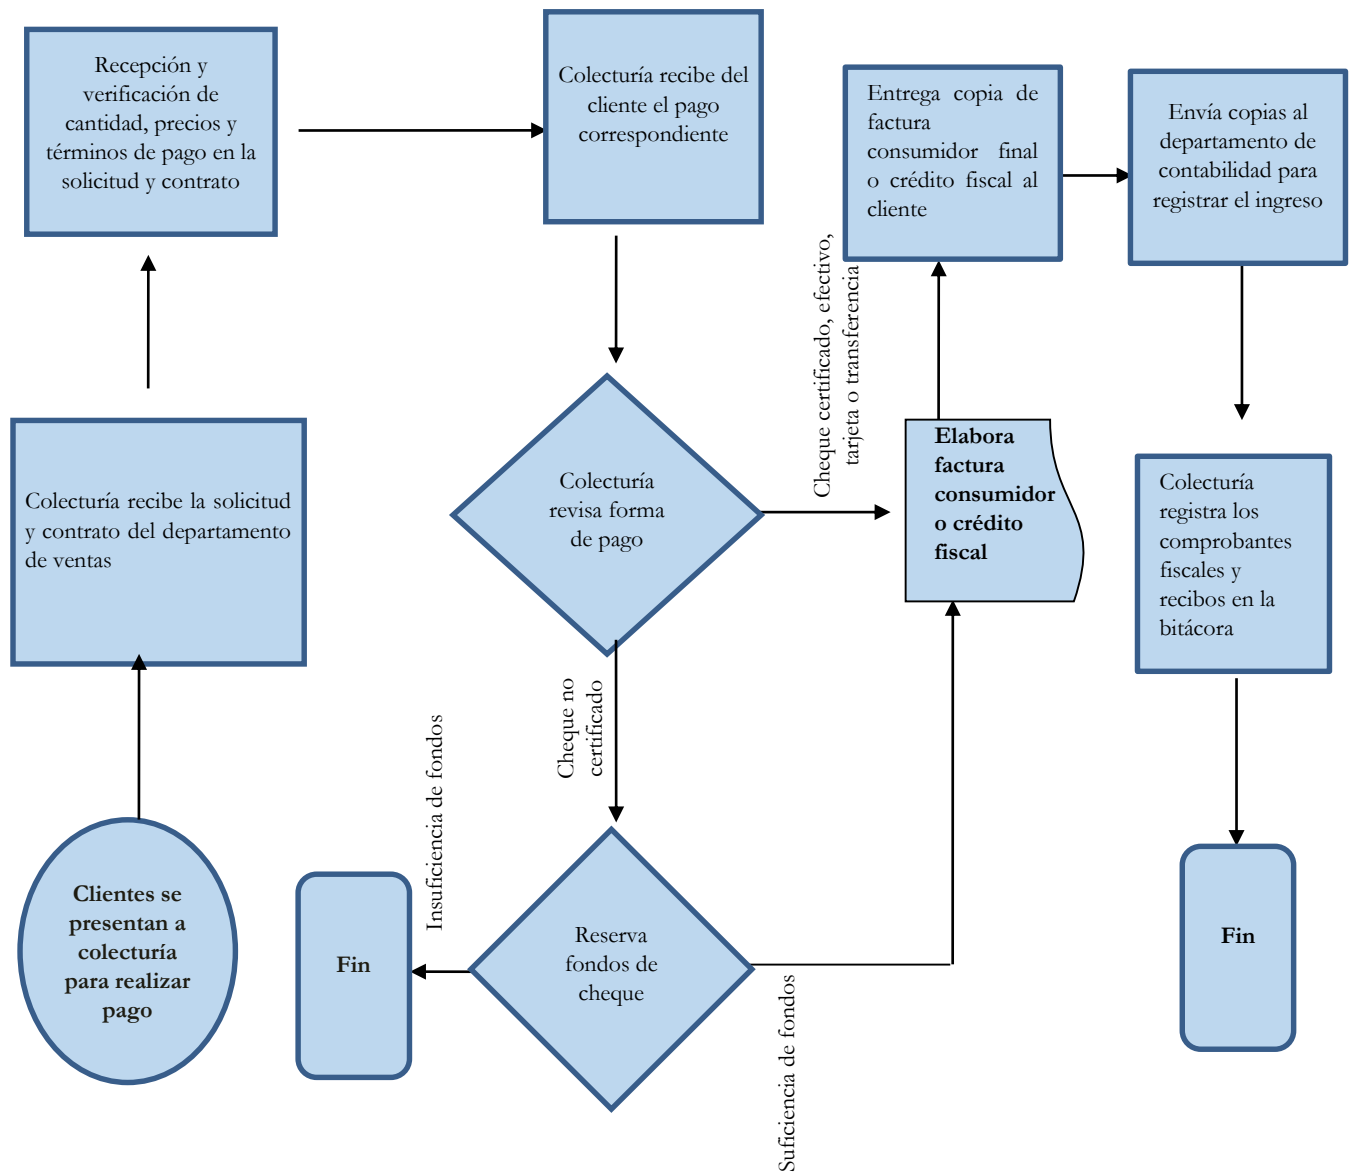 Recepción y
verificación de
cantidad, precios y
términos de pago en la
solicitud y contrato
Colecturía recibe del
cliente el pago
correspondiente
Entrega copia de
factura
consumidor final
o crédito fiscal al
cliente
Envía copias al
departamento de
contabilidad para
registrar el ingreso
Cheque certificado, efectivo,
tarjeta o transferencia
Colecturía recibe la solicitud
y contrato del departamento
de ventas
Colecturía
revisa forma
de pago
Elabora
factura
consumidor
o crédito
fiscal
Colecturía
registra los
comprobantes
fiscales y
recibos en la
bitácora
Cheque no
certificado
Insuficiencia de fondos
Clientes se
presentan a
colecturía
para realizar
pago
Fin
Reserva
fondos de
cheque
Suficiencia de fondos
Fin